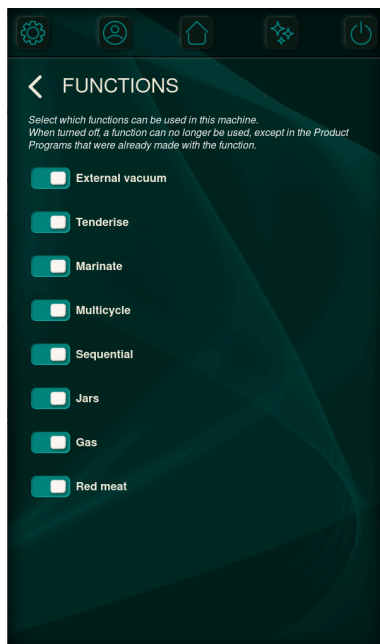 FUNCTIONS
Select which functions can be used in this machine.
When turned off, a function can no longer be used, except in the Product
Programs that were already made with the function.
External vacuum
Tenderise
Marinate
Multicycle
Sequential
Jars
Gas
Red meat